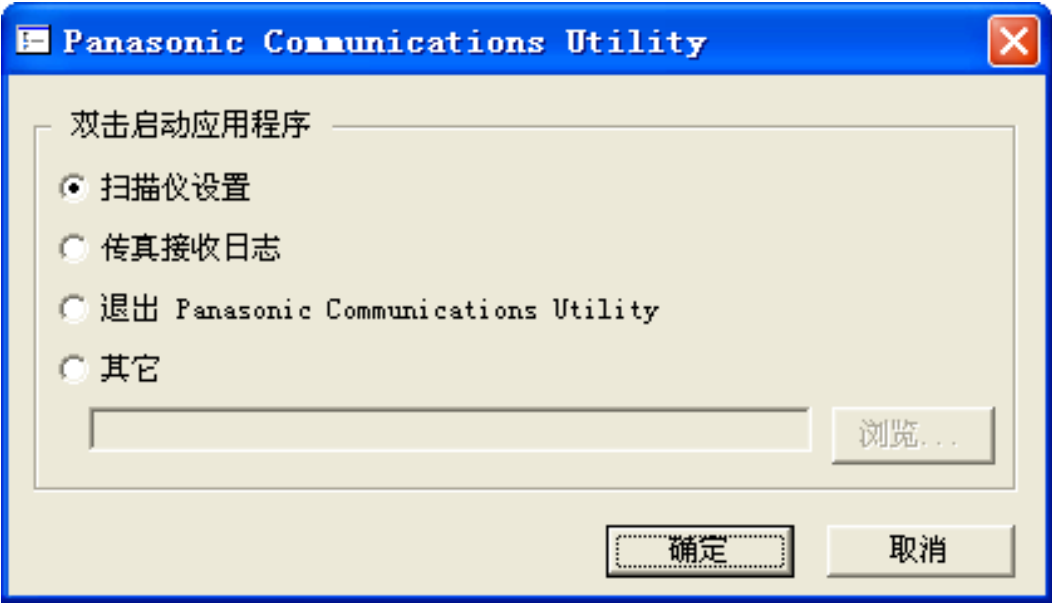 Panasonic Communications Utility
双击启动应用程序
扫描仪设置
传真接收日志
退出 Panasonic Communications Utility
其它
浏览...
确定 取消